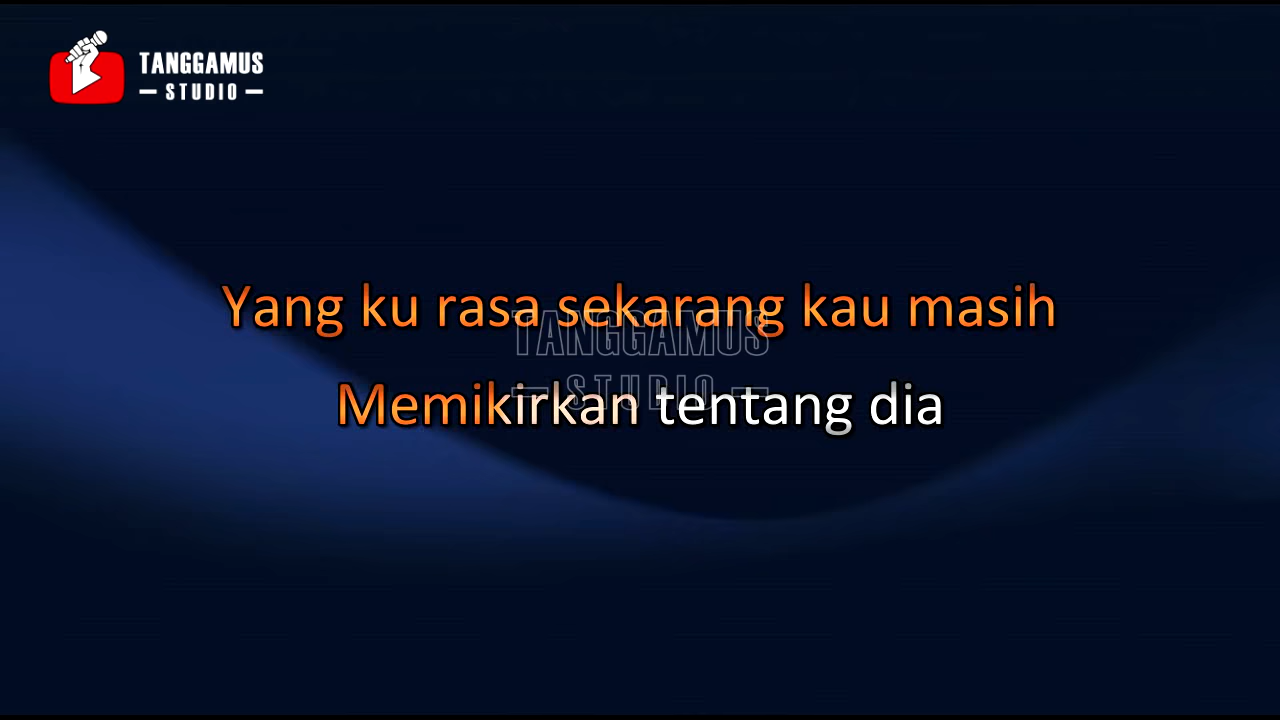 TANGGAMUS
STUDIO
Yang ku rasa sekarang kau masih
TANGGAMUS
Memikirkan tentang dia
STUDIO